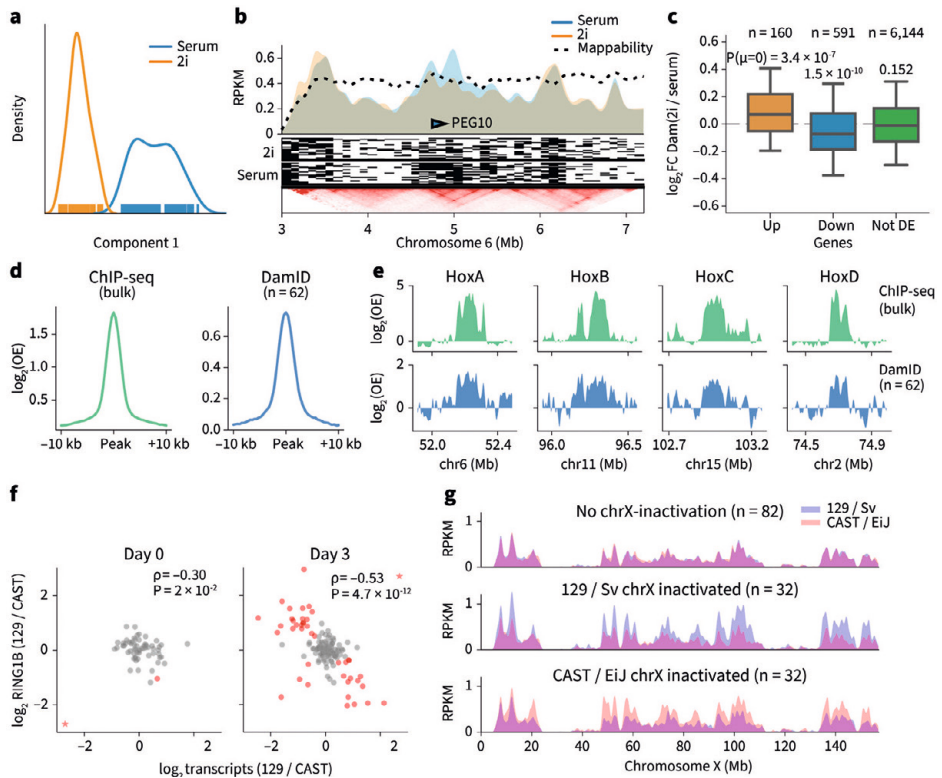 a
Density
Serum
2i
Component 1
b
Serum
2i
Mappability
RPKM
0.6
0.4
0.2
0
PEG10
2i
Serum
3 4 5 6 7
Chromosome 6 (Mb)
c
n = 160 n = 591 n = 6,144
P(μ=0) = 3.4 × 10⁻⁷
1.5 × 10⁻¹⁰
0.152
log₂FC Dam(2i / serum)
0.6
0.4
0.2
0.0
−0.2
−0.4
−0.6
Up Down Not DE
Genes
d
ChIP-seq
(bulk)
log₂(OE)
1.5
1.0
0.5
−10 kb Peak +10 kb
DamID
(n = 62)
0.6
0.4
0.2
0.0
−10 kb Peak +10 kb
e
HoxA HoxB HoxC HoxD
ChIP-seq
(bulk)
log₂(OE)
5
0
DamID
(n = 62)
log₂(OE)
2
0
52.0 52.4 96.0 96.5 102.7 103.2 74.5 74.9
chr6 (Mb) chr11 (Mb) chr15 (Mb) chr2 (Mb)
f
Day 0 Day 3
ρ= −0.30
P = 2 × 10⁻²
ρ= −0.53
P = 4.7 × 10⁻¹²
log₂ RING1B (129 / CAST)
2
0
−2
−2 0 2 −2 0 2
log₂ transcripts (129 / CAST)
g
No chrX-inactivation (n = 82)
129 / Sv
CAST / EiJ
RPKM
1
0
129 / Sv chrX inactivated (n = 32)
RPKM
1
0
CAST / EiJ chrX inactivated (n = 32)
RPKM
1
0
0 20 40 60 80 100 120 140
Chromosome X (Mb)